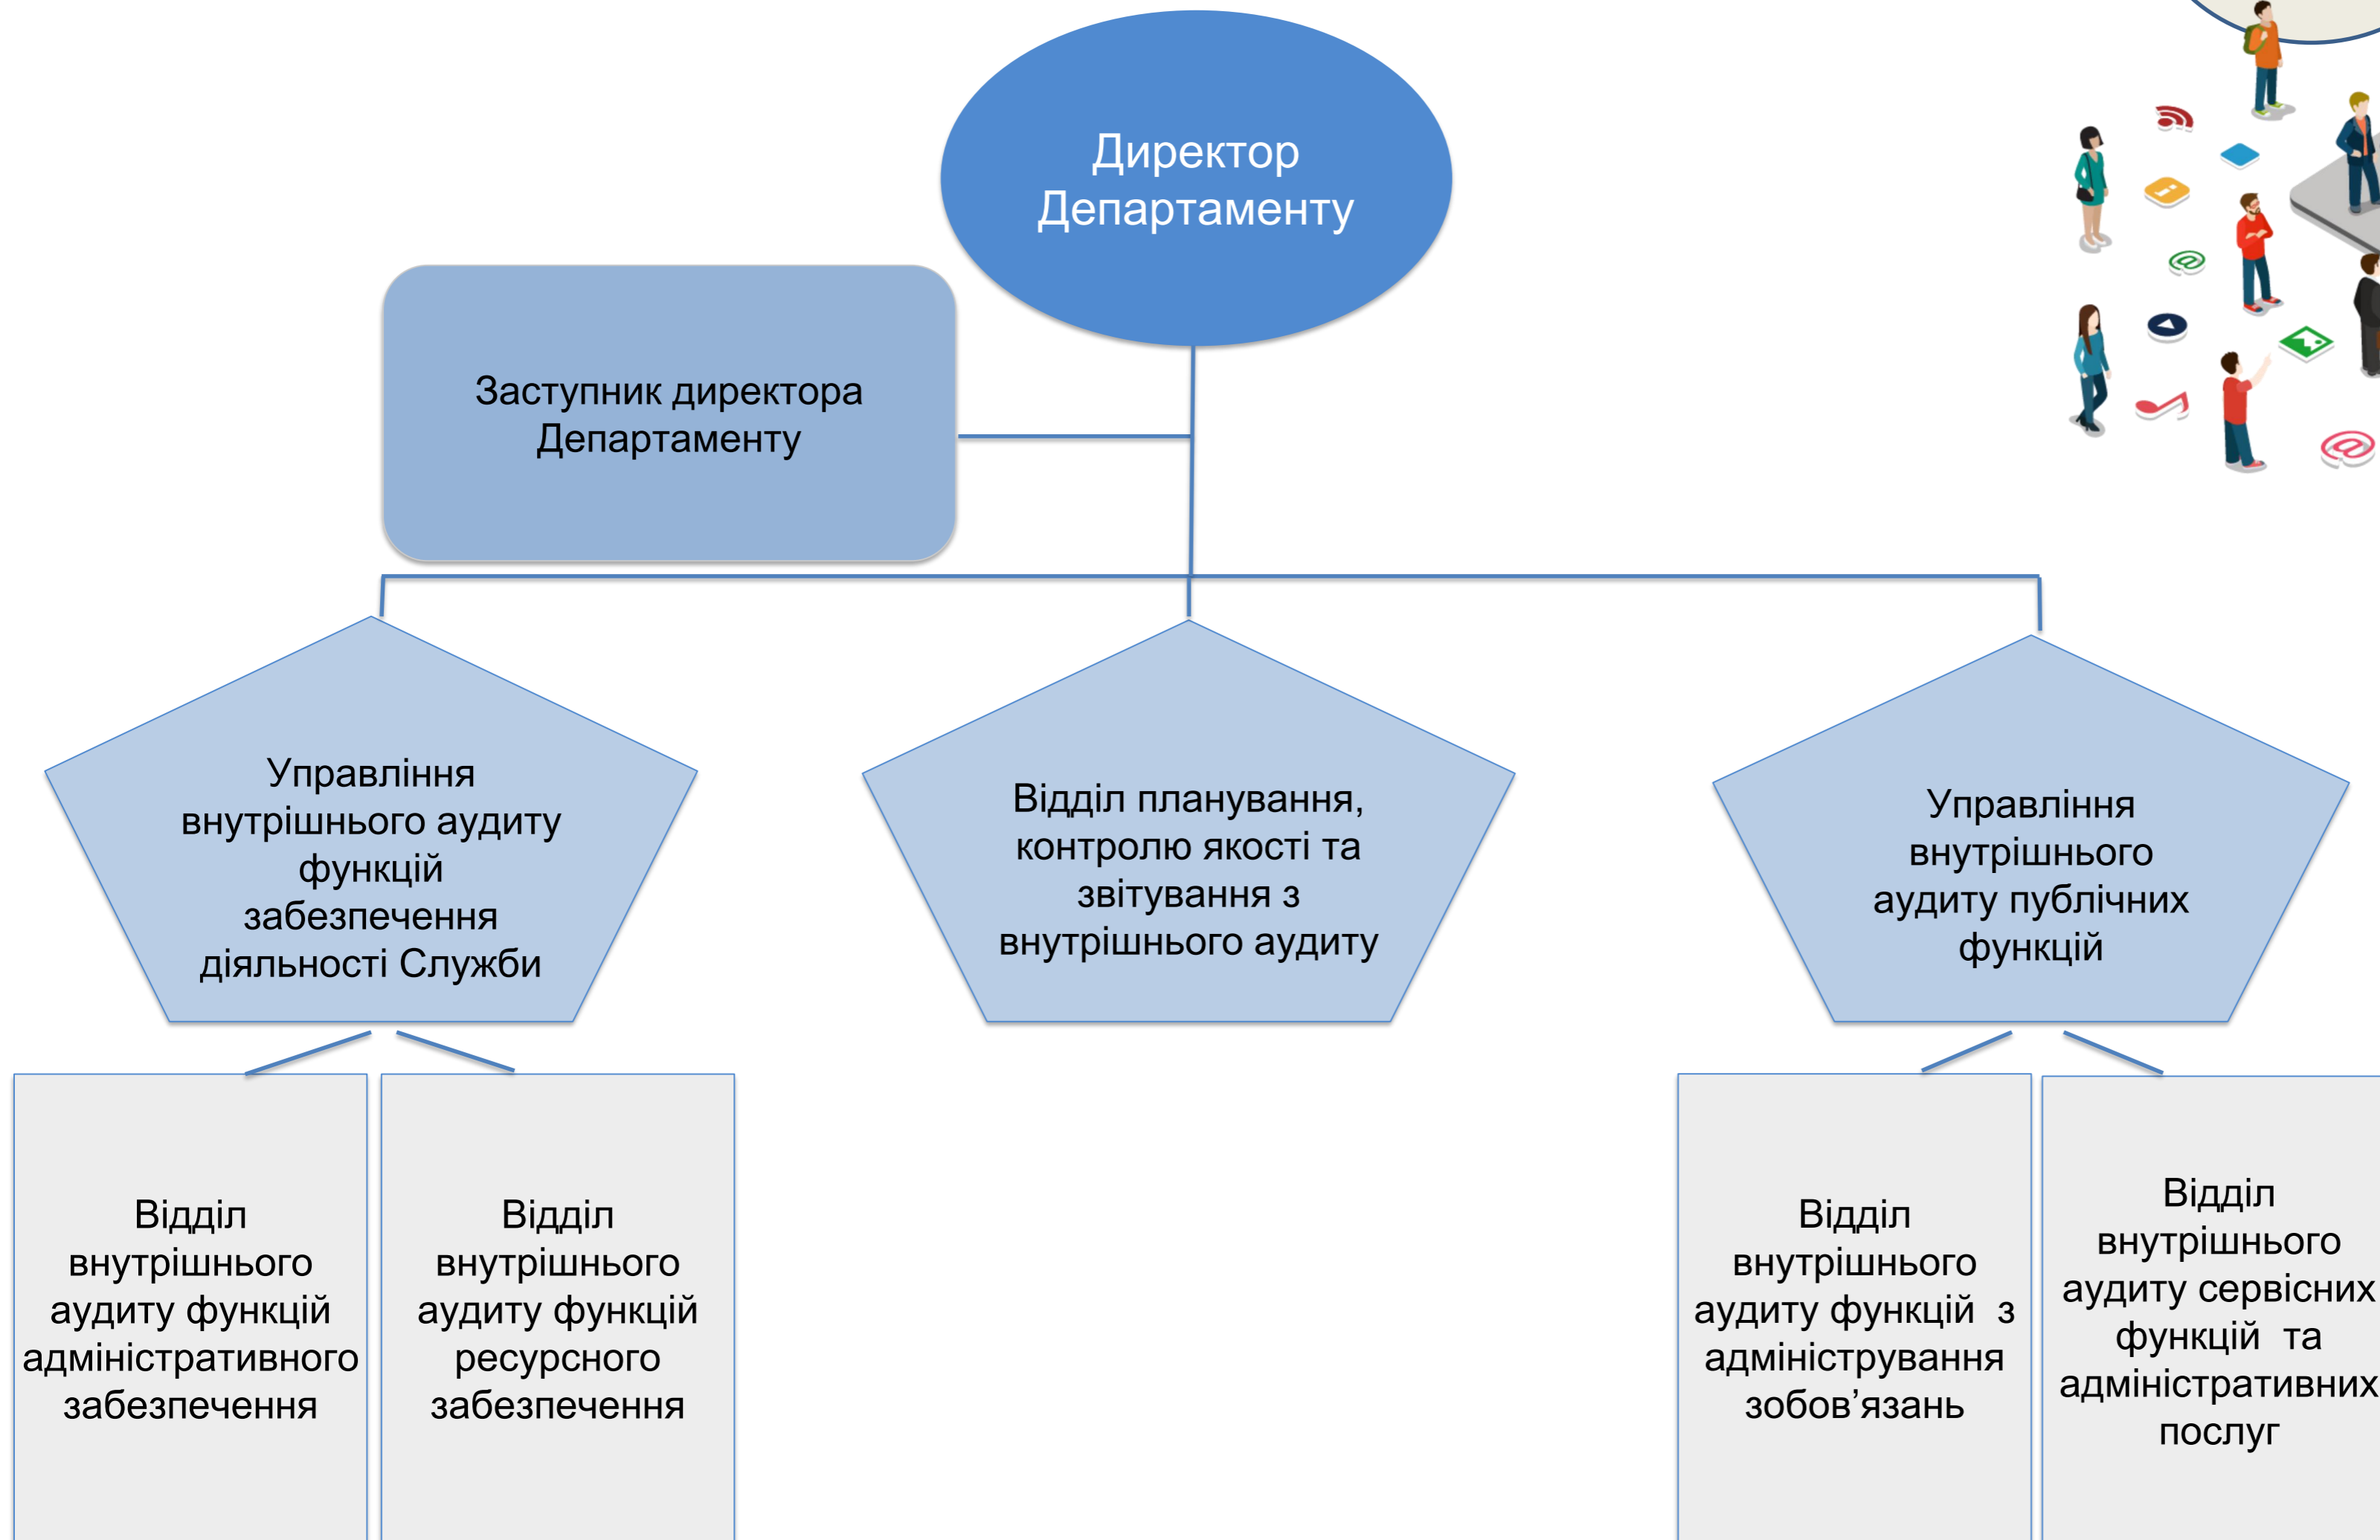 Директор
Департаменту
Заступник директора
Департаменту
Управління
внутрішнього аудиту
функцій
забезпечення
діяльності Служби
Відділ планування,
контролю якості та
звітування з
внутрішнього аудиту
Управління
внутрішнього
аудиту публічних
функцій
Відділ
внутрішнього
аудиту функцій
адміністративного
забезпечення
Відділ
внутрішнього
аудиту функцій
ресурсного
забезпечення
Відділ
внутрішнього
аудиту функцій  з
адміністрування
зобов’язань
Відділ
внутрішнього
аудиту сервісних
функцій  та
адміністративних
послуг